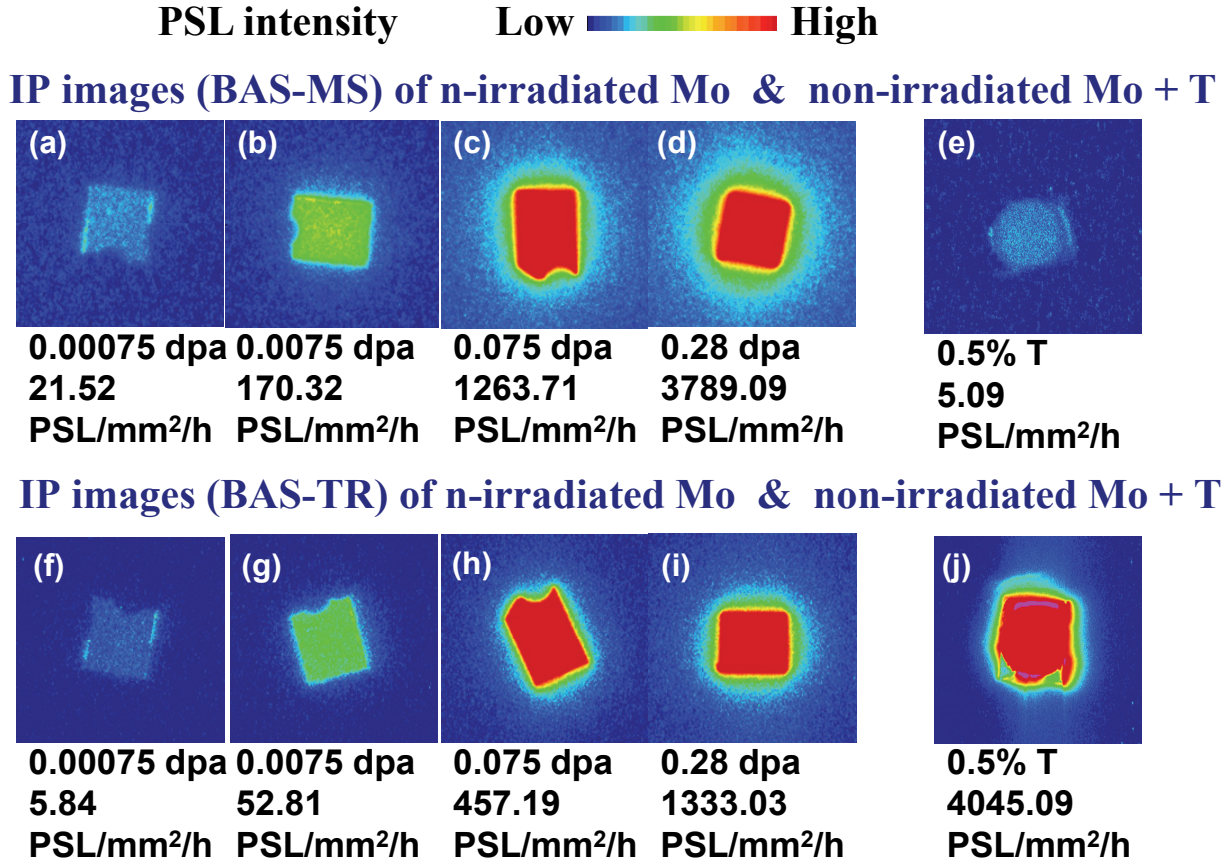 PSL intensity Low High
IP images (BAS-MS) of n-irradiated Mo & non-irradiated Mo + T
(a) (b) (c) (d) (e)
0.00075 dpa 0.0075 dpa 0.075 dpa 0.28 dpa 0.5% T
21.52 170.32 1263.71 3789.09 5.09
PSL/mm²/h PSL/mm²/h PSL/mm²/h PSL/mm²/h PSL/mm²/h
IP images (BAS-TR) of n-irradiated Mo & non-irradiated Mo + T
(f) (g) (h) (i) (j)
0.00075 dpa 0.0075 dpa 0.075 dpa 0.28 dpa 0.5% T
5.84 52.81 457.19 1333.03 4045.09
PSL/mm²/h PSL/mm²/h PSL/mm²/h PSL/mm²/h PSL/mm²/h